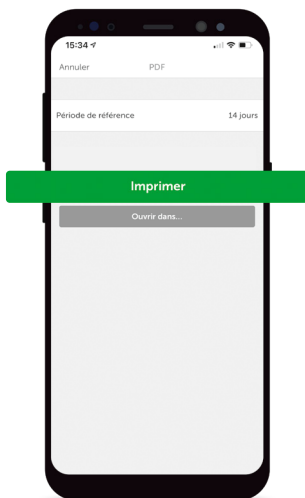 15:34
Annuler PDF
Période de référence 14 jours
Imprimer
Ouvrir dans...